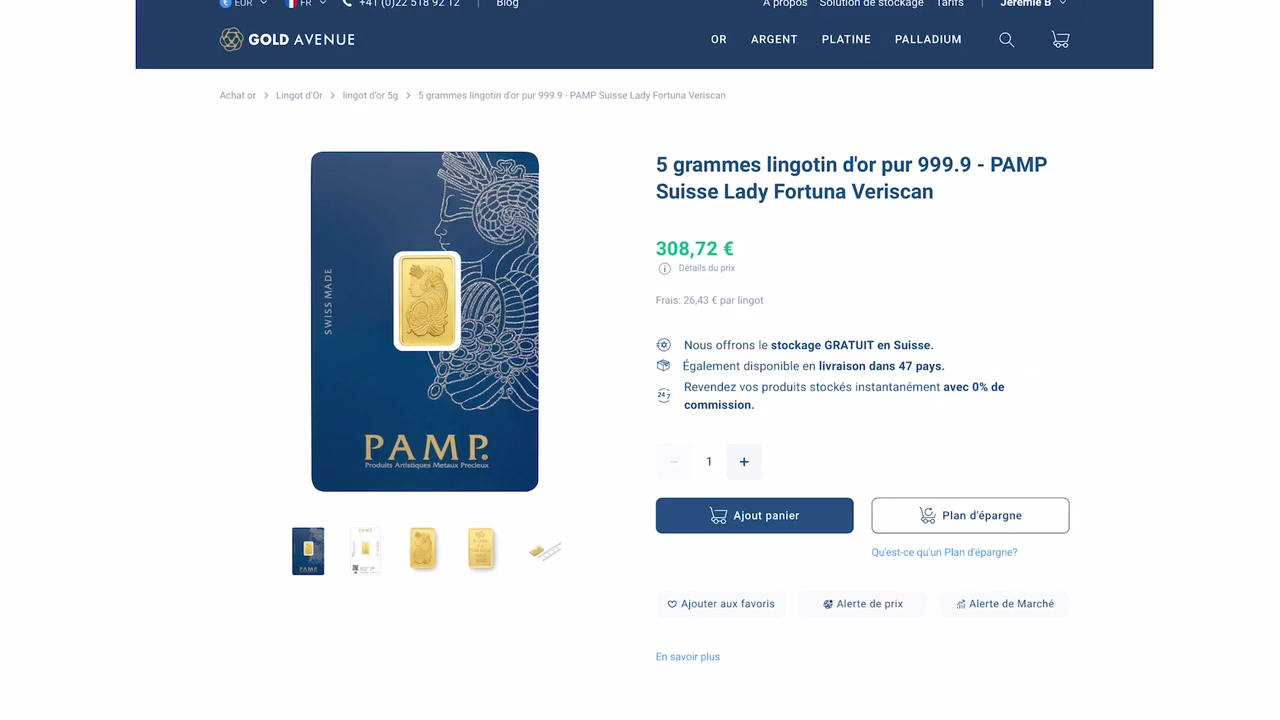 EUR FR +41 (0)22 518 92 12 | Blog À propos Solution de stockage Tarifs | Jérémie B
GOLD AVENUE OR ARGENT PLATINE PALLADIUM
Achat or > Lingot d'Or > lingot d'or 5g > 5 grammes lingotin d'or pur 999.9 - PAMP Suisse Lady Fortuna Veriscan
SWISS MADE
PAMP.
Produits Artistiques Métaux Précieux
5 grammes lingotin d'or pur 999.9 - PAMP
Suisse Lady Fortuna Veriscan
308,72 €
Détails du prix
Frais: 26,43 € par lingot
Nous offrons le stockage GRATUIT en Suisse.
Également disponible en livraison dans 47 pays.
24 7
Revendez vos produits stockés instantanément avec 0% de
commission.
− 1 +
Ajout panier
Plan d'épargne
Qu'est-ce qu'un Plan d'épargne?
PAMP
PAMP
Ajouter aux favoris
Alerte de prix
Alerte de Marché
En savoir plus